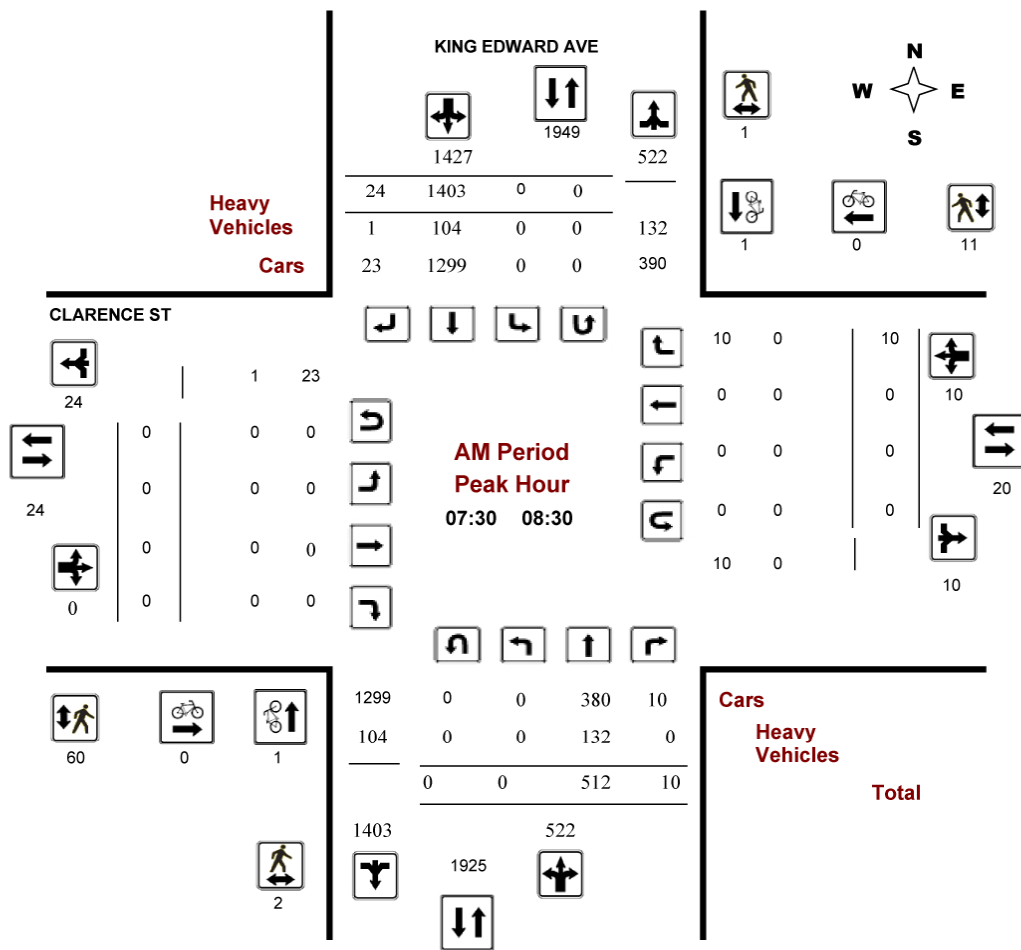 KING EDWARD AVE
N
W E
S
1949
1
1427 522
24 1403 0 0
Heavy
Vehicles
1 104 0 0 132
Cars
23 1299 0 0 390
1 0 11
CLARENCE ST
10 0 10
24
1 23
0 0 0
10
0 0 0
0 0 0
AM Period
Peak Hour
07:30 08:30
0 0 0
0 0 0
20
24
0 0 0
0
0 0 0
10 0
10
1299 0 0 380 10
Cars
104 0 0 132 0
Heavy
Vehicles
60 0 1
0 0 512 10
Total
1403 522
1925
2